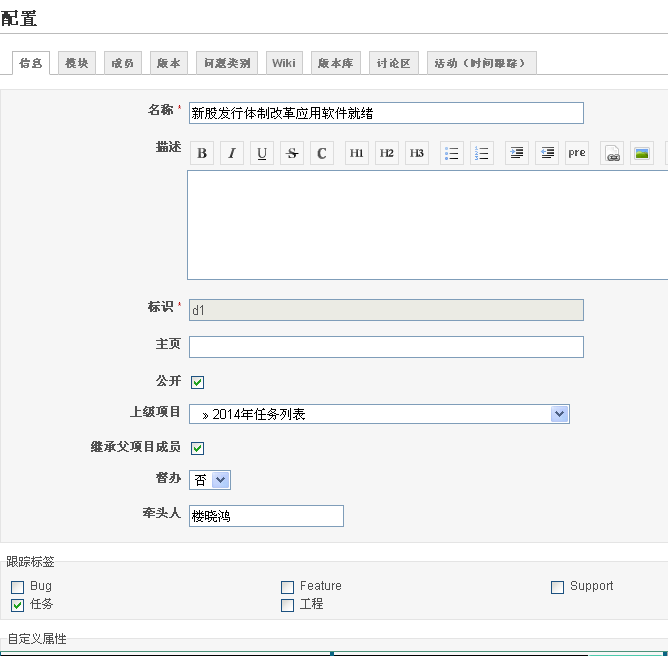 配置
信息 模块 成员 版本 问题类别 Wiki 版本库 讨论区 活动（时间跟踪）
名称 * 新股发行体制改革应用软件就绪
描述 B I U S C H1 H2 H3 pre
标识 * d1
主页
公开
上级项目 » 2014年任务列表
继承父项目成员
督办 否
牵头人 楼晓鸿
跟踪标签
Bug Feature Support
任务 工程
自定义属性